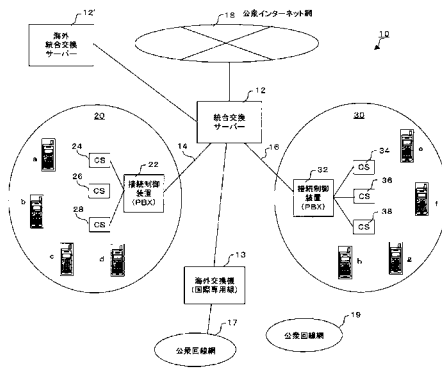 公衆インターネット網
18
10
12'
海外
統合交換
サーバー
12
統合交換
サーバー
20
30
14
16
24
CS
22
接続制御
装置
(PBX)
26
CS
28
CS
a
b
c
d
32
接続制御
装置
(PBX)
34
CS
36
CS
38
CS
e
f
g
h
13
海外交換機
(国際専用線)
17
公衆回線網
19
公衆回線網